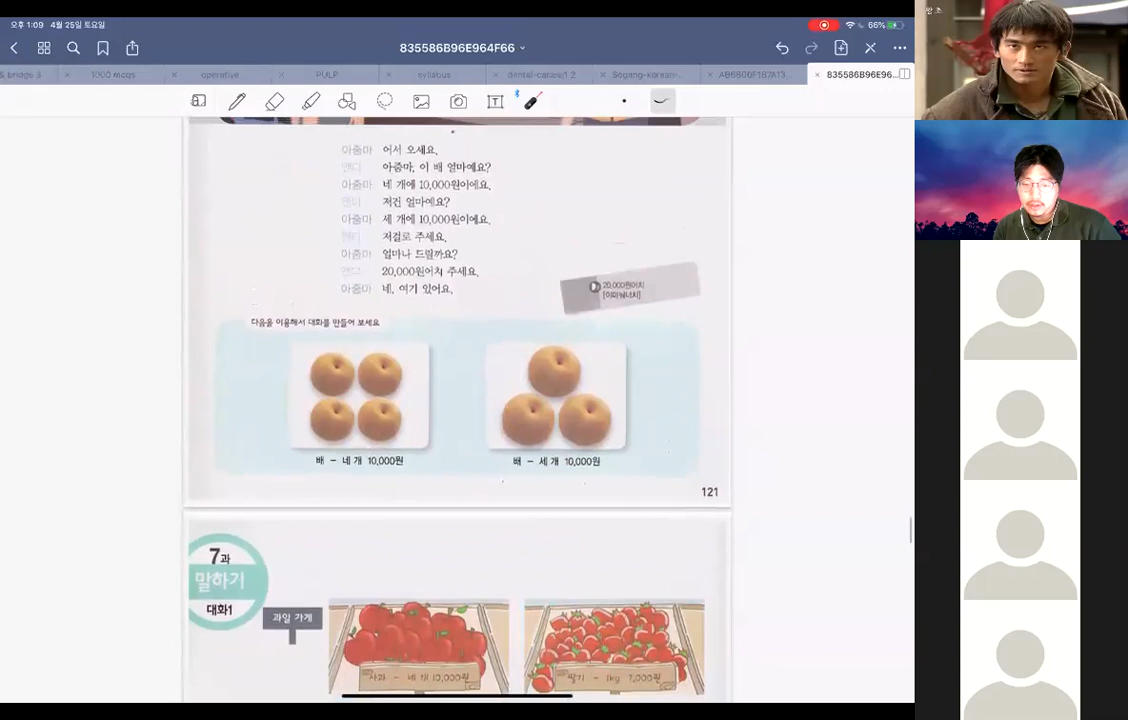 오후 1:09 4월 25일 토요일
66%
835586B96E964F66
& bridge 3
1000 mcqs
operative
PULP
syllabus
dental-caries(1 2
Sogang-korean-
AB6806F187A13...
835586B96E96...
아줌마 어서 오세요.
앤디 아줌마, 이 배 얼마예요?
아줌마 네 개에 10,000원이에요.
앤디 저건 얼마예요?
아줌마 세 개에 10,000원이에요.
앤디 저걸로 주세요.
아줌마 얼마나 드릴까요?
앤디 20,000원어치 주세요.
아줌마 네, 여기 있어요.
20,000원어치
[이마눠너치]
다음을 이용해서 대화를 만들어 보세요
배 – 네 개 10,000원
배 – 세 개 10,000원
121
7과
말하기
대화1
과일 가게
사과 – 네 개 10,000원
딸기 – 1kg 7,000원